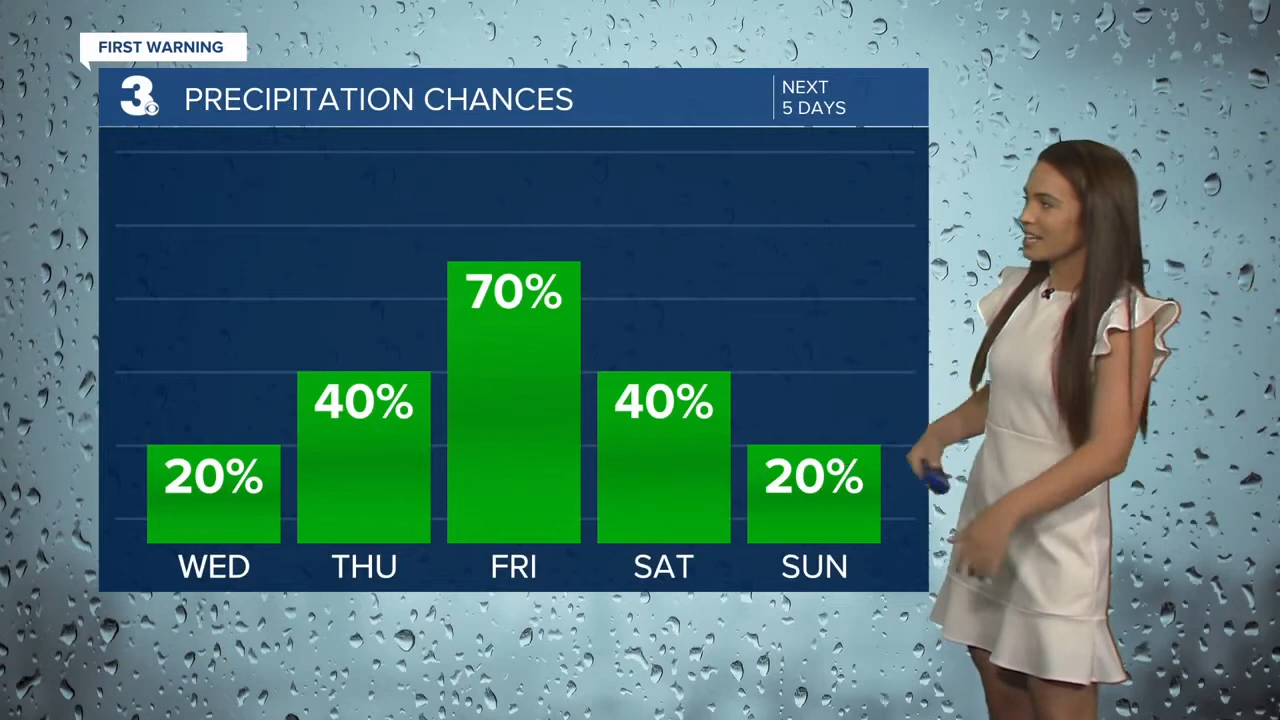 FIRST WARNING
3
PRECIPITATION CHANCES
NEXT
5 DAYS
70%
40%
40%
20%
20%
WED
THU
FRI
SAT
SUN